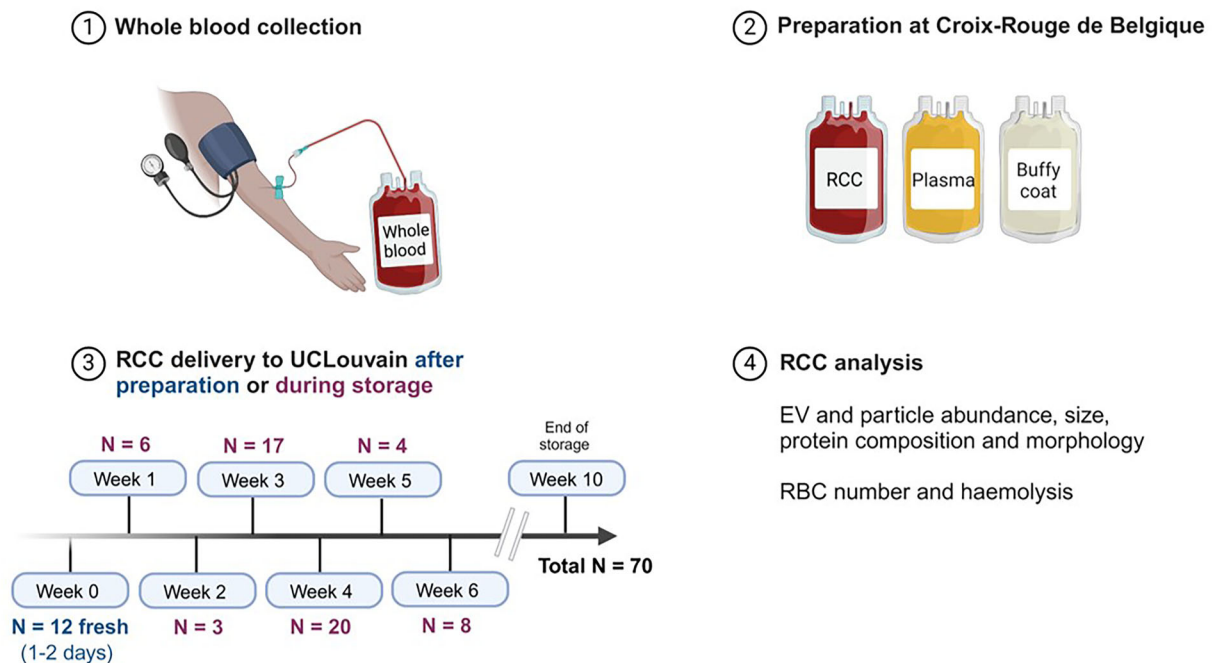 1 Whole blood collection
Whole
blood
2 Preparation at Croix-Rouge de Belgique
RCC
Plasma
Buffy
coat
3 RCC delivery to UCLouvain after
preparation or during storage
N = 6
N = 17
N = 4
End of
storage
Week 1
Week 3
Week 5
Week 10
Total N = 70
Week 0
Week 2
Week 4
Week 6
N = 12 fresh
(1-2 days)
N = 3
N = 20
N = 8
4 RCC analysis
EV and particle abundance, size,
protein composition and morphology
RBC number and haemolysis